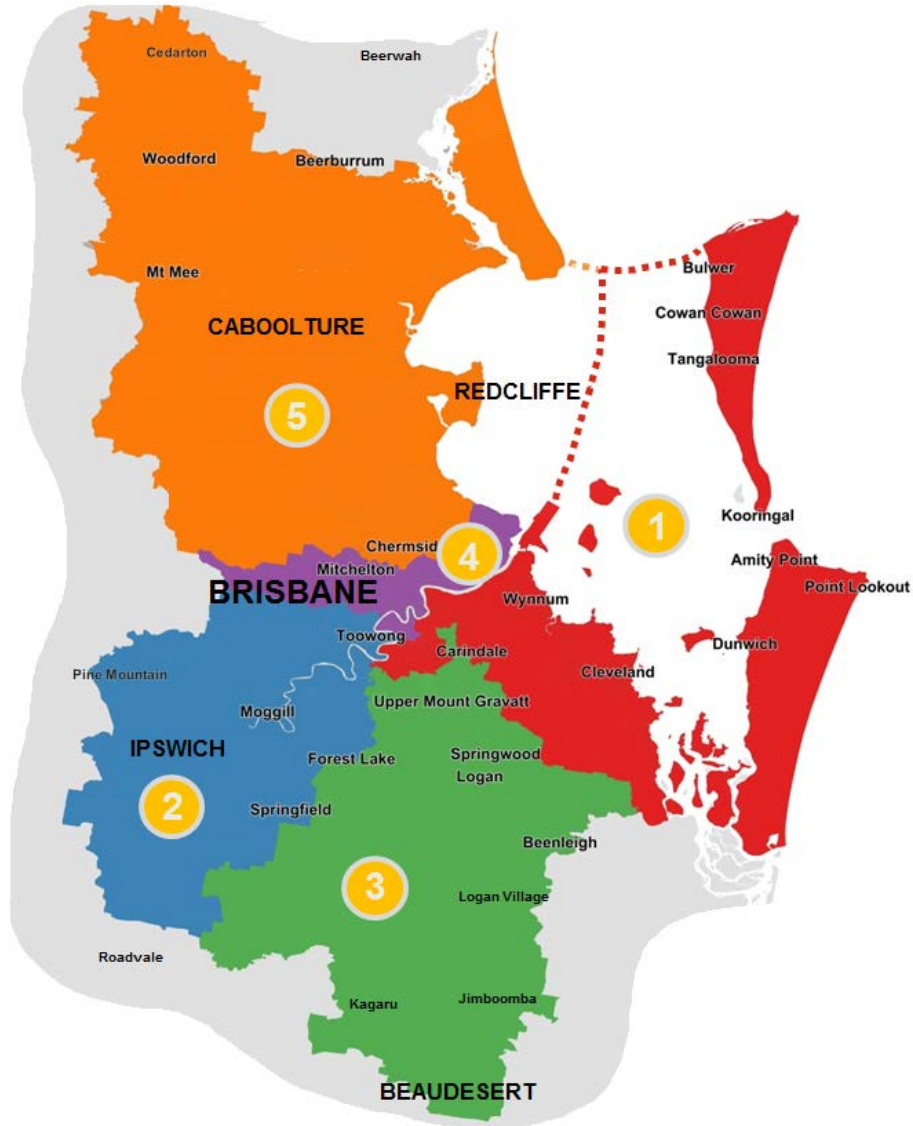 Cedarton
Beerwah
Woodford
Beerburrum
Mt Mee
Bulwer
Cowan Cowan
CABOOLTURE
Tangalooma
REDCLIFFE
5
Kooringal
1
Chermsid
4
Amity Point
Mitchelton
Point Lookout
BRISBANE
Wynnum
Toowong
Dunwich
Carindale
Cleveland
Pine Mountain
Upper Mount Gravatt
Moggill
IPSWICH
Forest Lake
Springwood
Logan
2
Springfield
Beenleigh
3
Logan Village
Roadvale
Kagaru
Jimboomba
BEAUDESERT